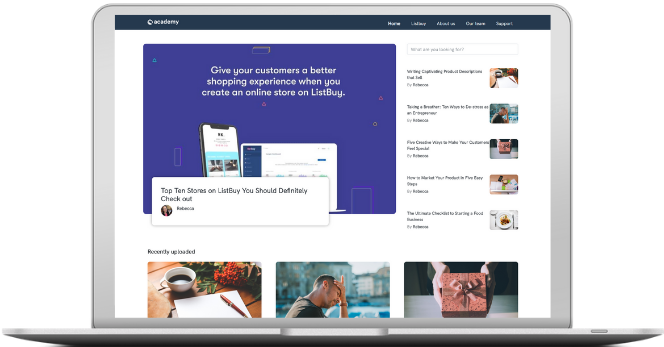 academy
Home Listbuy About us Our team Support
Give your customers a better
shopping experience when you
create an online store on ListBuy.
Top Ten Stores on ListBuy You Should Definitely
Check out
Rebecca
What are you looking for?
Writing Captivating Product Descriptions
that Sell
By Rebecca
Taking a Breather: Ten Ways to De-stress as
an Entrepreneur
By Rebecca
Five Creative Ways to Make Your Customers
Feel Special
By Rebecca
How to Market Your Product in Five Easy
Steps
By Rebecca
The Ultimate Checklist to Starting a Food
Business
By Rebecca
Recently uploaded